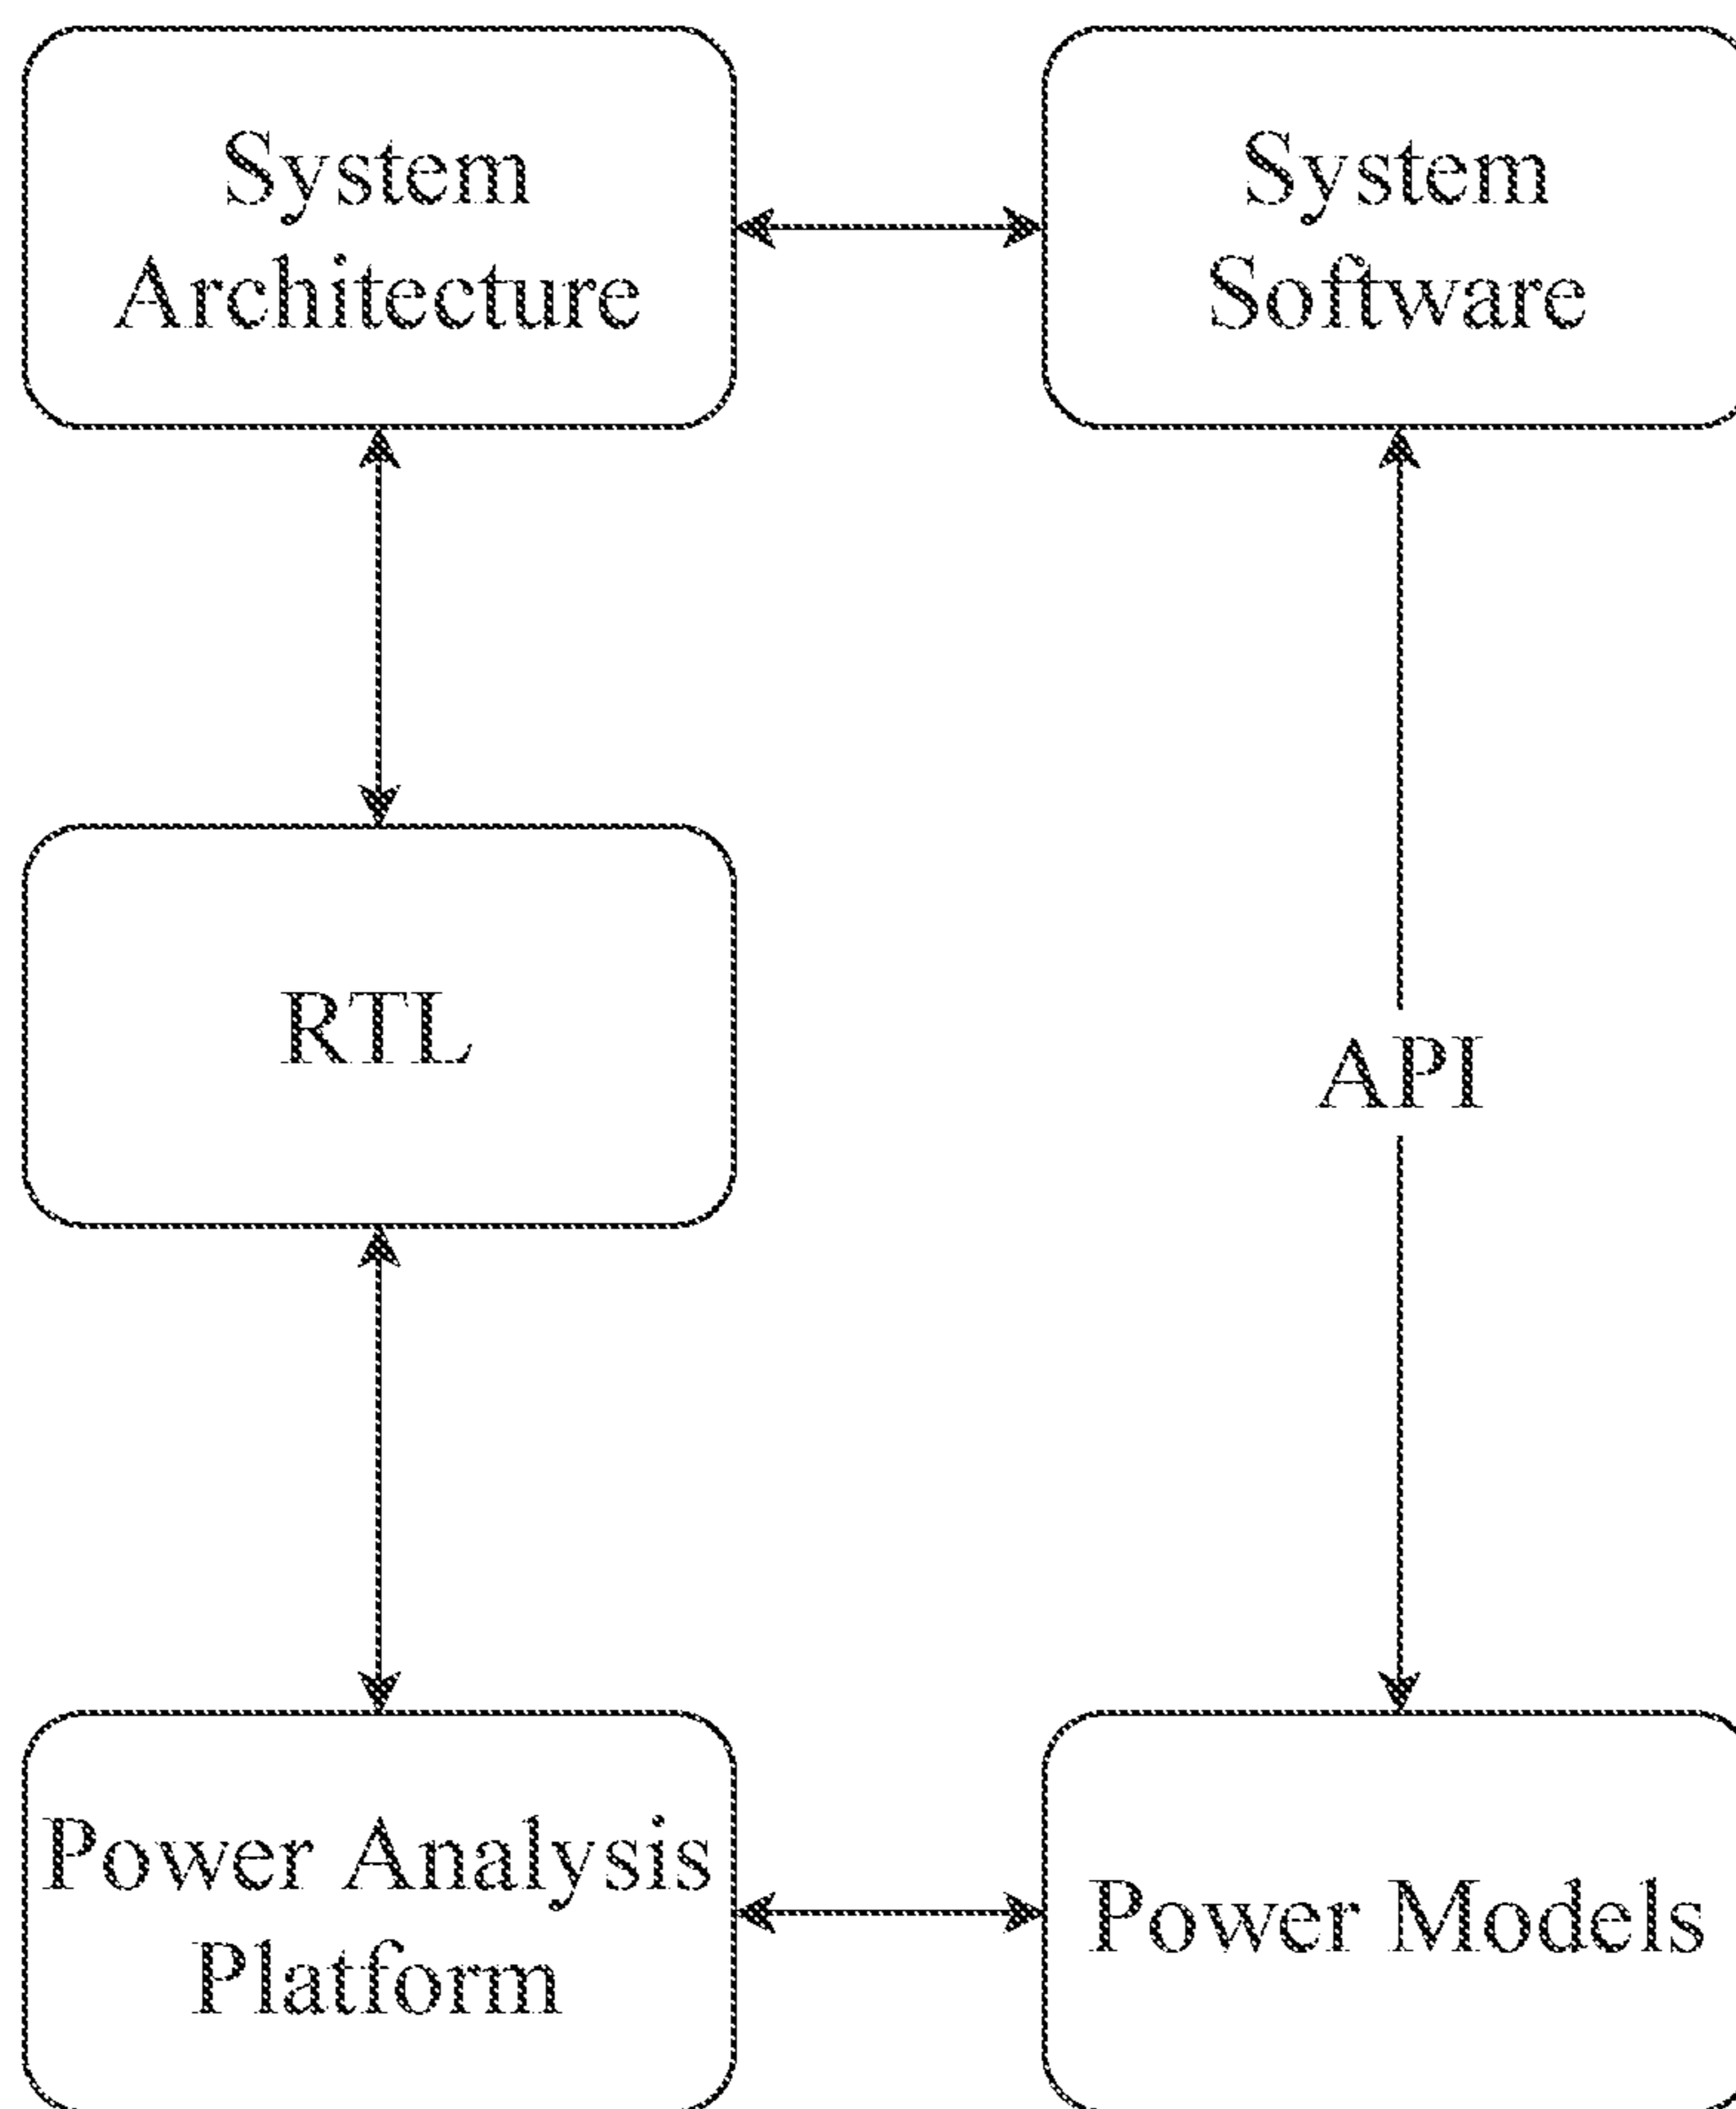 System
Architecture
System
Software
RTL
API
Power Analysis
Platform
Power Models